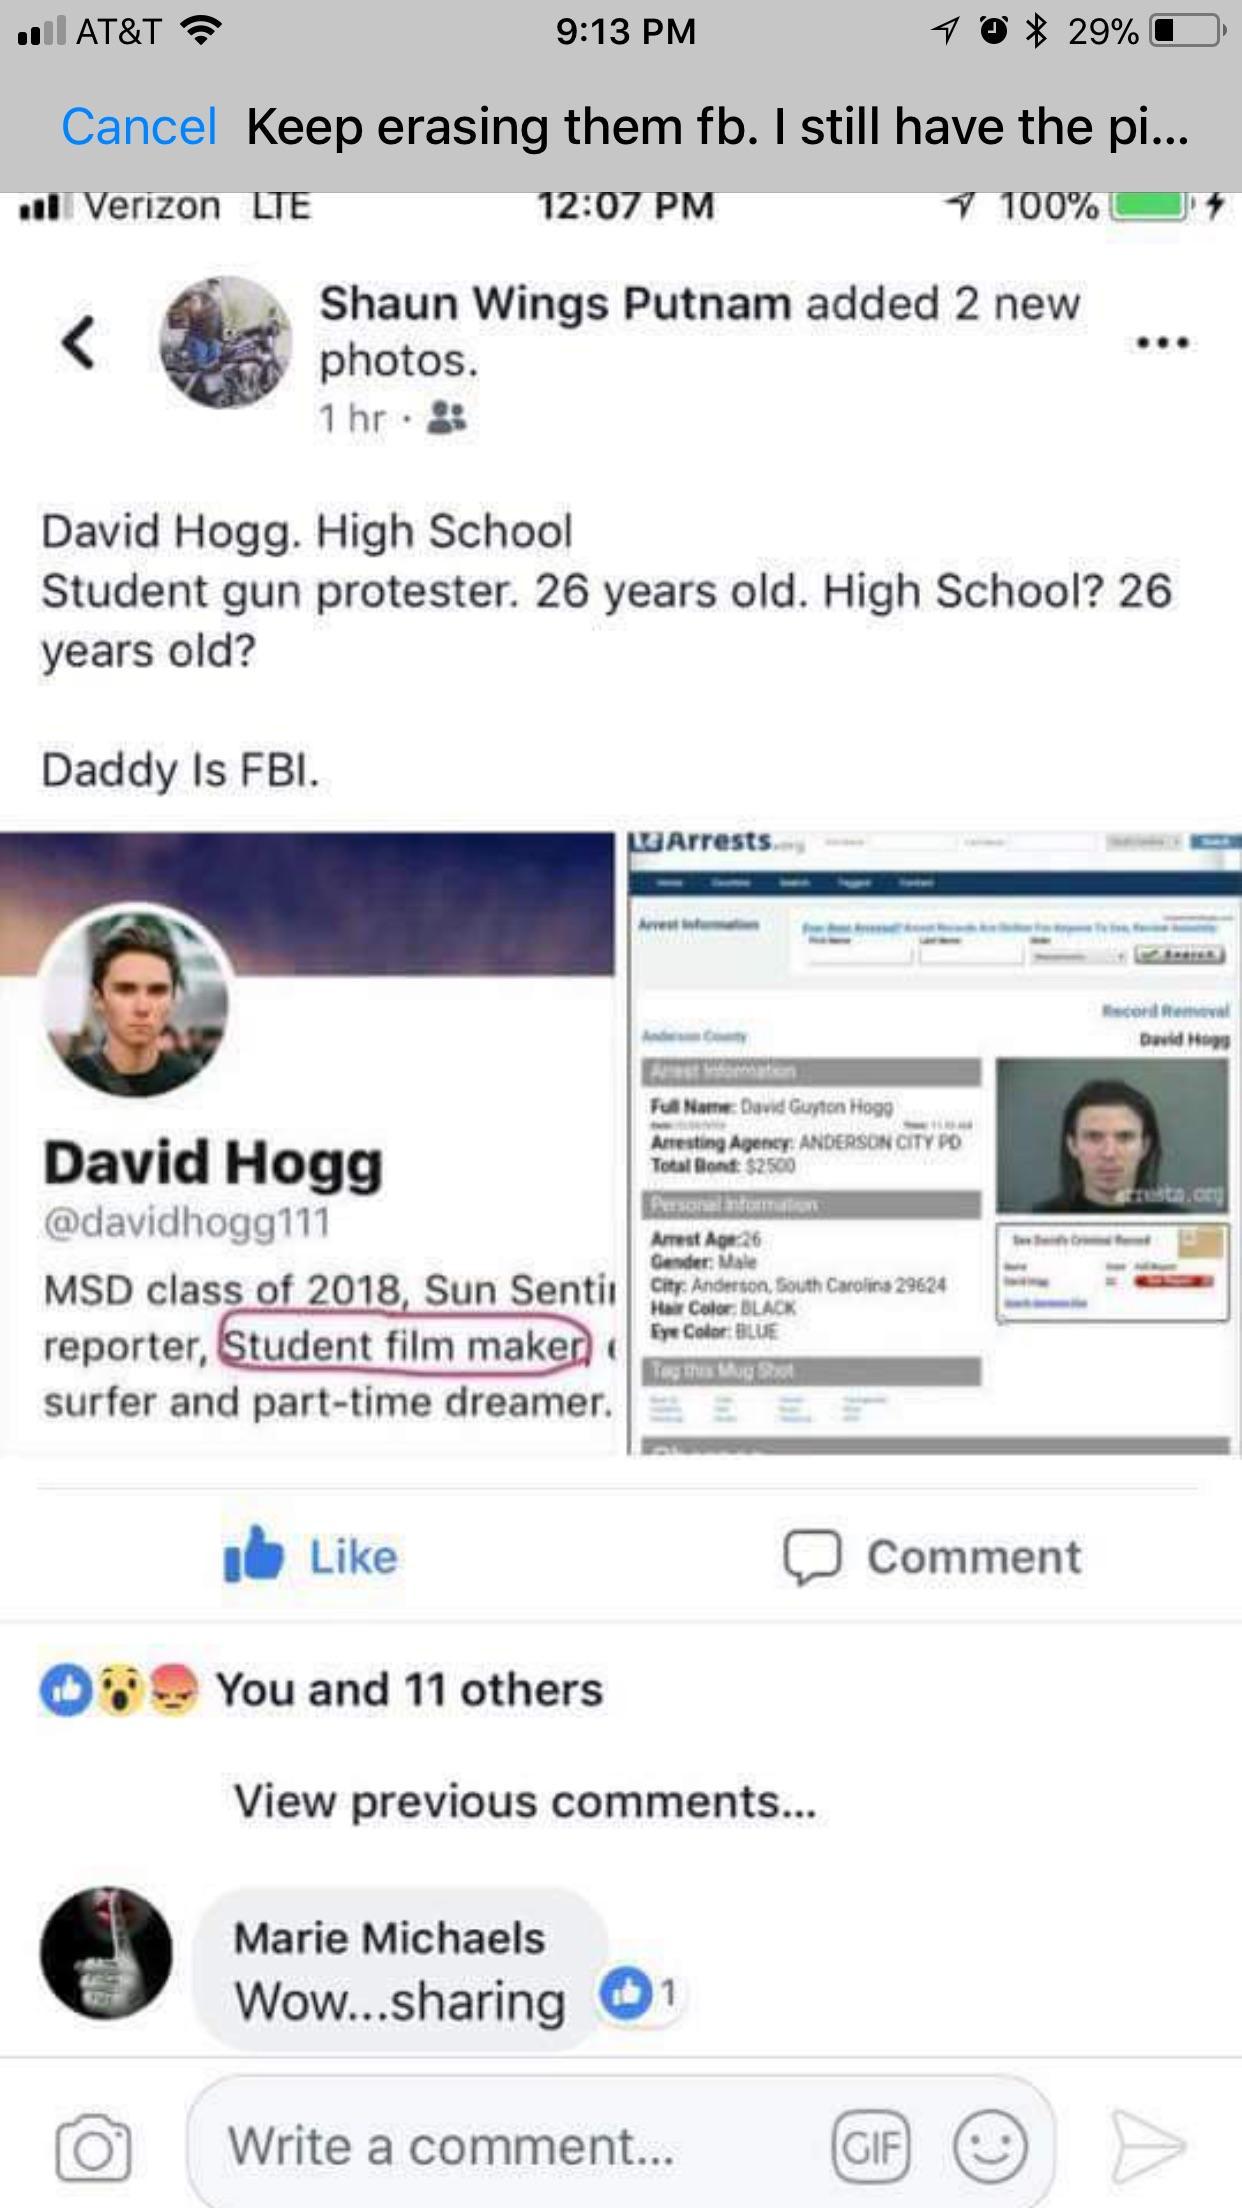 AT&T 9:13 PM 29%
Cancel Keep erasing them fb. I still have the pi...
Verizon LTE 12:07 PM 100%
Shaun Wings Putnam added 2 new
photos.
1 hr ·
David Hogg. High School
Student gun protester. 26 years old. High School? 26
years old?
Daddy Is FBI.
David Hogg
@davidhogg111
MSD class of 2018, Sun Senti
reporter, Student film maker,
surfer and part-time dreamer.
Arrests.org
Arrest Information
Search
Record Removal
Anderson County
David Hogg
Arrest Information
Full Name: David Guyton Hogg
Arresting Agency: ANDERSON CITY PD
Total Bond: $2500
arrests.org
Personal Information
Arrest Age:26
Gender: Male
City: Anderson, South Carolina 29624
Hair Color: BLACK
Eye Color: BLUE
Tag this Mug Shot
Like Comment
You and 11 others
View previous comments...
Marie Michaels
Wow...sharing 1
Write a comment... GIF